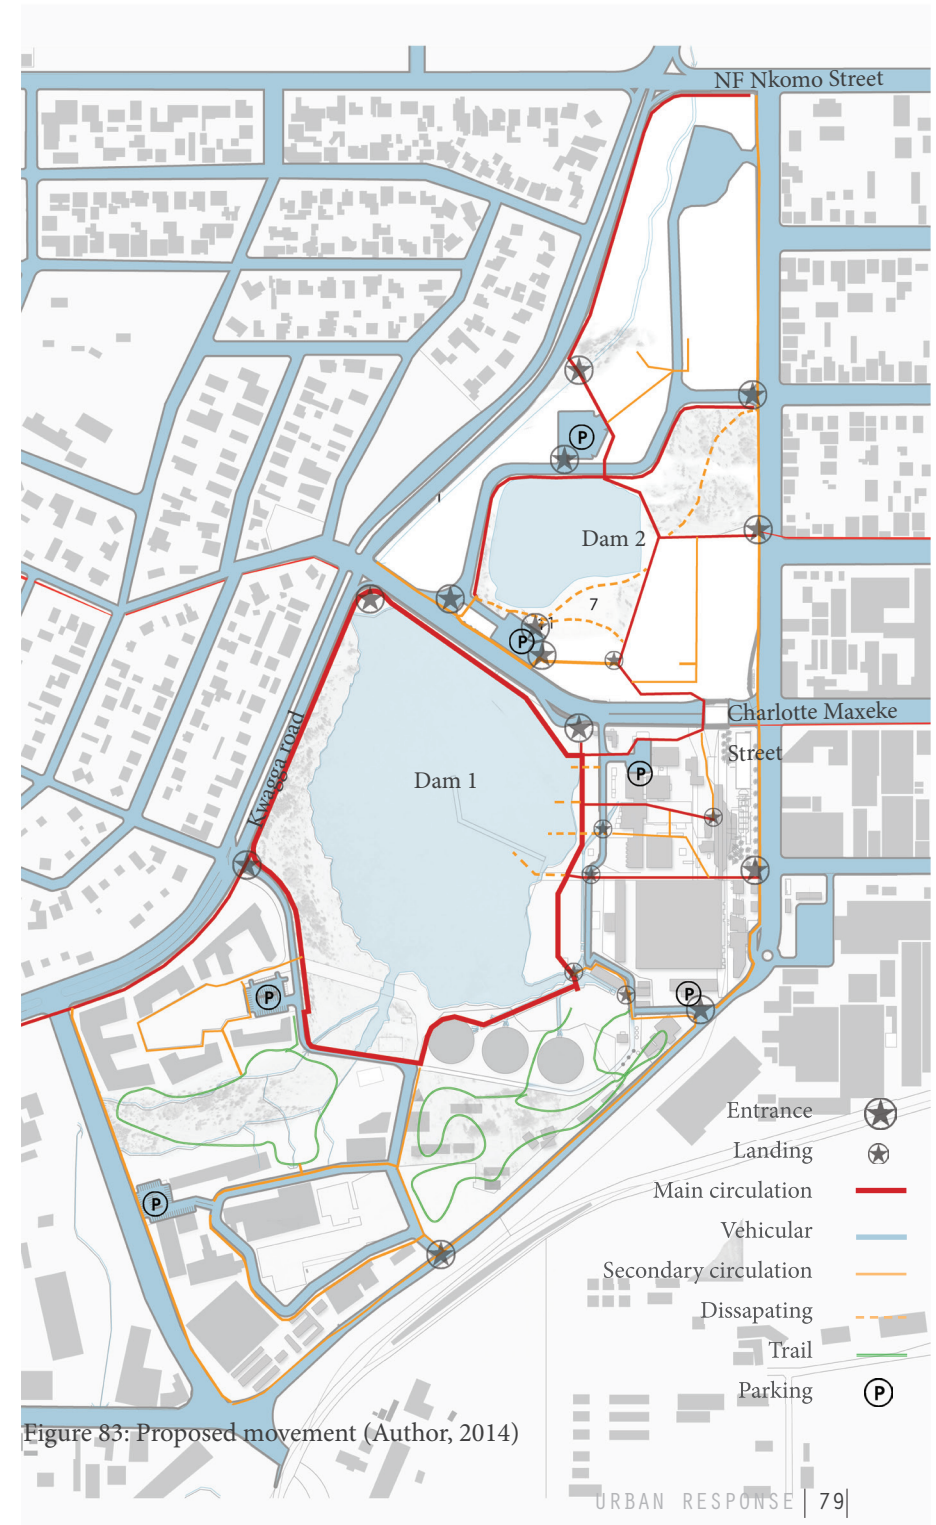 NF Nkomo Street
P
Dam 2
7
P
Charlotte Maxeke
Street
Kwagga road
Dam 1
P
P
P
P
Entrance
Landing
Main circulation
Vehicular
Secondary circulation
Dissapating
Trail
Parking P
Figure 83: Proposed movement (Author, 2014)
URBAN RESPONSE | 79|